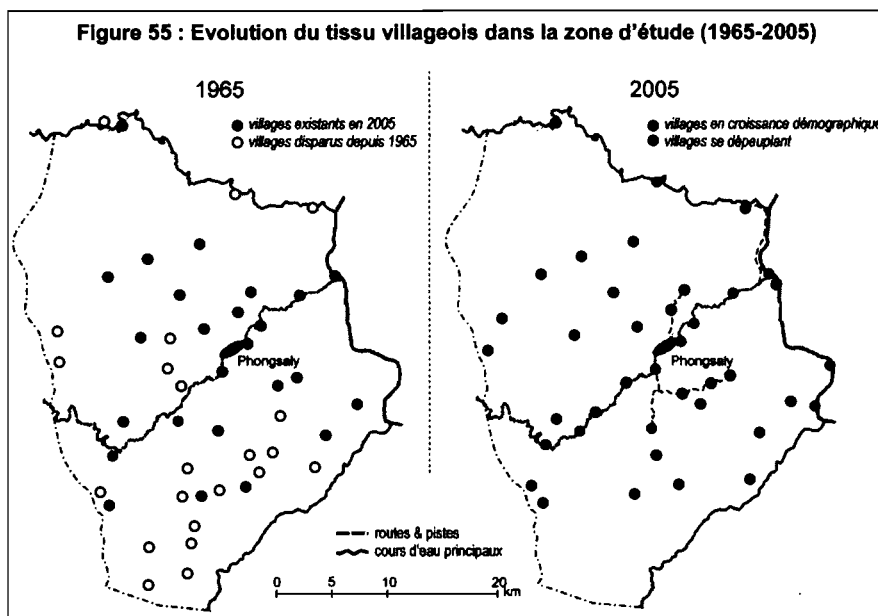 Figure 55 : Evolution du tissu villageois dans la zone d'étude (1965-2005)
1965
villages existants en 2005
villages disparus depuis 1965
Phongsaly
2005
villages en croissance démographique
villages se dépeuplant
Phongsaly
routes & pistes
cours d'eau principaux
0 5 10 20
km